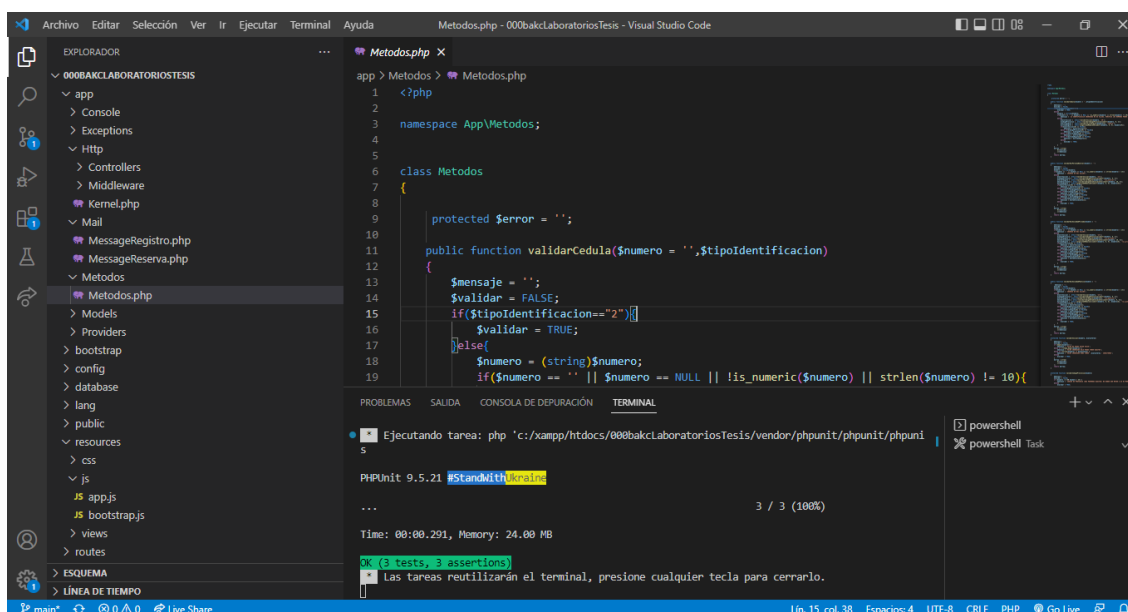 Archivo Editar Selección Ver Ir Ejecutar Terminal Ayuda Metodos.php - 000bakcLaboratoriosTesis - Visual Studio Code
EXPLORADOR
000BAKCLABORATORIOSTESIS
app
Console
Exceptions
Http
Controllers
Middleware
Kernel.php
Mail
MessageRegistro.php
MessageReserva.php
Metodos
Metodos.php
Models
Providers
bootstrap
config
database
lang
public
resources
css
js
JS app.js
JS bootstrap.js
views
routes
ESQUEMA
LÍNEA DE TIEMPO
Metodos.php
app > Metodos > Metodos.php
1 <?php
2
3 namespace App\Metodos;
4
5
6 class Metodos
7 {
8
9 protected $error = '';
10
11 public function validarCedula($numero = '',$tipoIdentificacion)
12 {
13 $mensaje = '';
14 $validar = FALSE;
15 if($tipoIdentificacion=="2"){
16 $validar = TRUE;
17 }else{
18 $numero = (string)$numero;
19 if($numero == '' || $numero == NULL || !is_numeric($numero) || strlen($numero) != 10){
PROBLEMAS SALIDA CONSOLA DE DEPURACIÓN TERMINAL
* Ejecutando tarea: php 'c:/xampp/htdocs/000bakcLaboratoriosTesis/vendor/phpunit/phpunit/phpuni
s
PHPUnit 9.5.21 #StandWithUkraine
... 3 / 3 (100%)
Time: 00:00.291, Memory: 24.00 MB
OK (3 tests, 3 assertions)
* Las tareas reutilizarán el terminal, presione cualquier tecla para cerrarlo.
powershell
powershell Task
main* 0 0 Live Share Lín. 15, col. 38 Espacios: 4 UTF-8 CRLF PHP Go Live